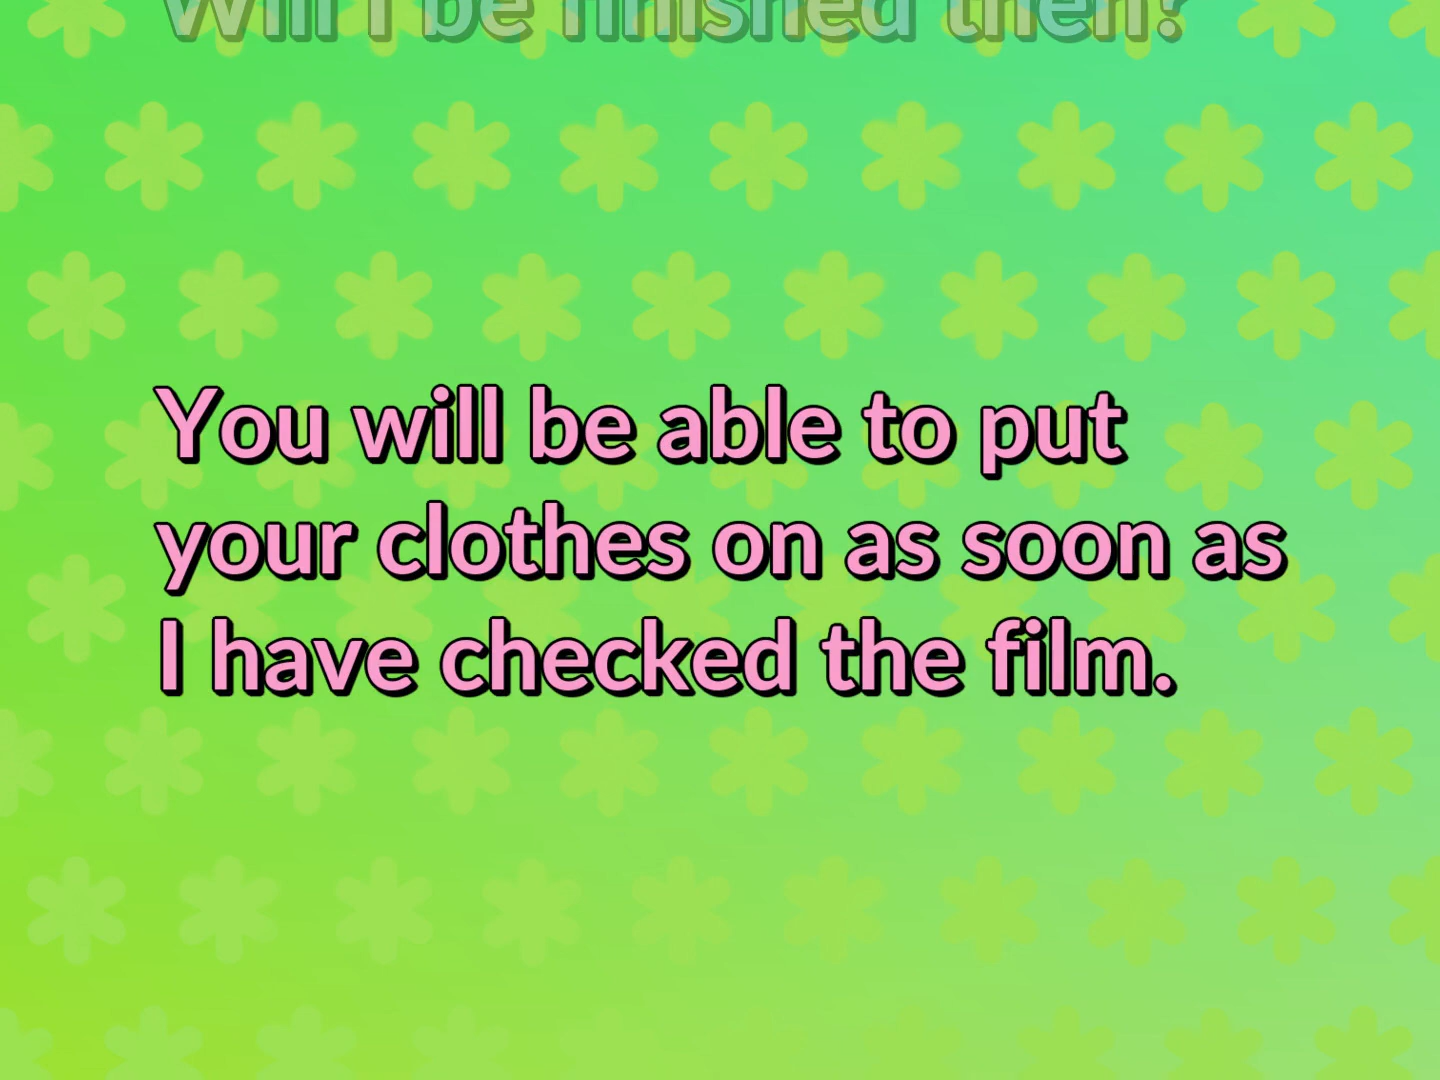 Will I be finished then?
You will be able to put
your clothes on as soon as
I have checked the film.